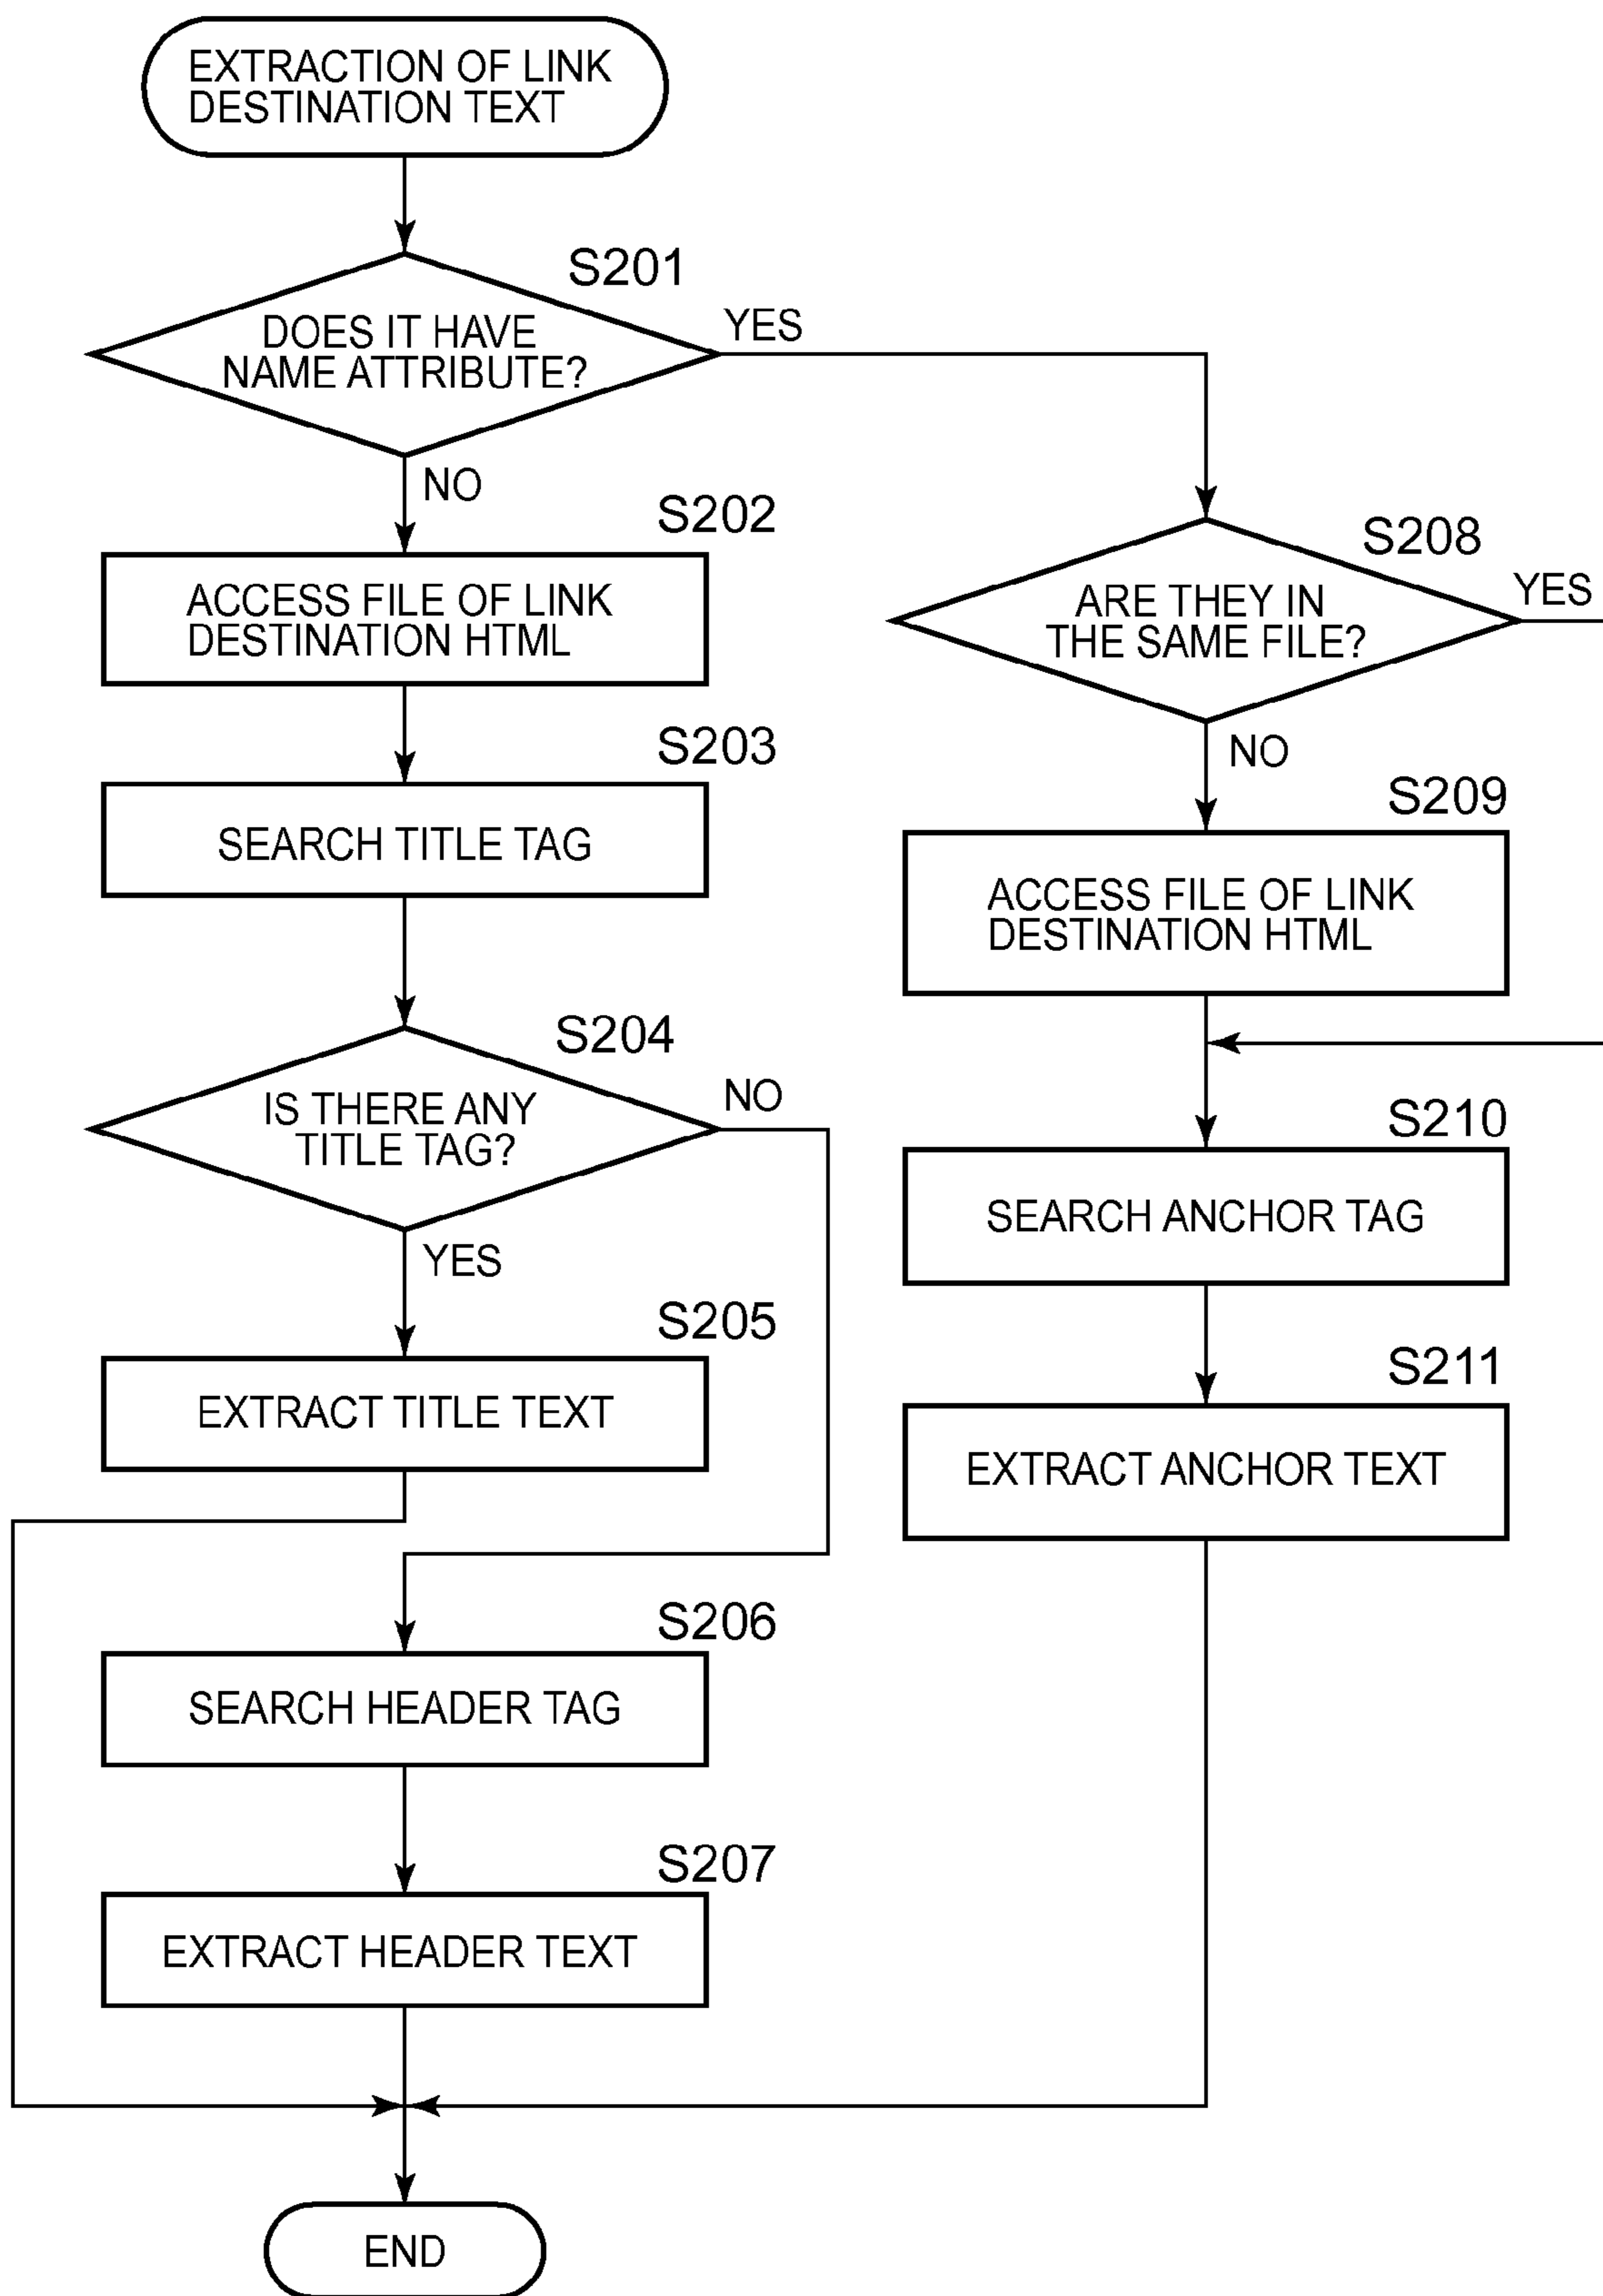 EXTRACTION OF LINK
DESTINATION TEXT
S201
DOES IT HAVE
NAME ATTRIBUTE?
YES
NO
S202
ACCESS FILE OF LINK
DESTINATION HTML
S203
SEARCH TITLE TAG
S204
IS THERE ANY
TITLE TAG?
NO
YES
S205
EXTRACT TITLE TEXT
S206
SEARCH HEADER TAG
S207
EXTRACT HEADER TEXT
S208
ARE THEY IN
THE SAME FILE?
YES
NO
S209
ACCESS FILE OF LINK
DESTINATION HTML
S210
SEARCH ANCHOR TAG
S211
EXTRACT ANCHOR TEXT
END